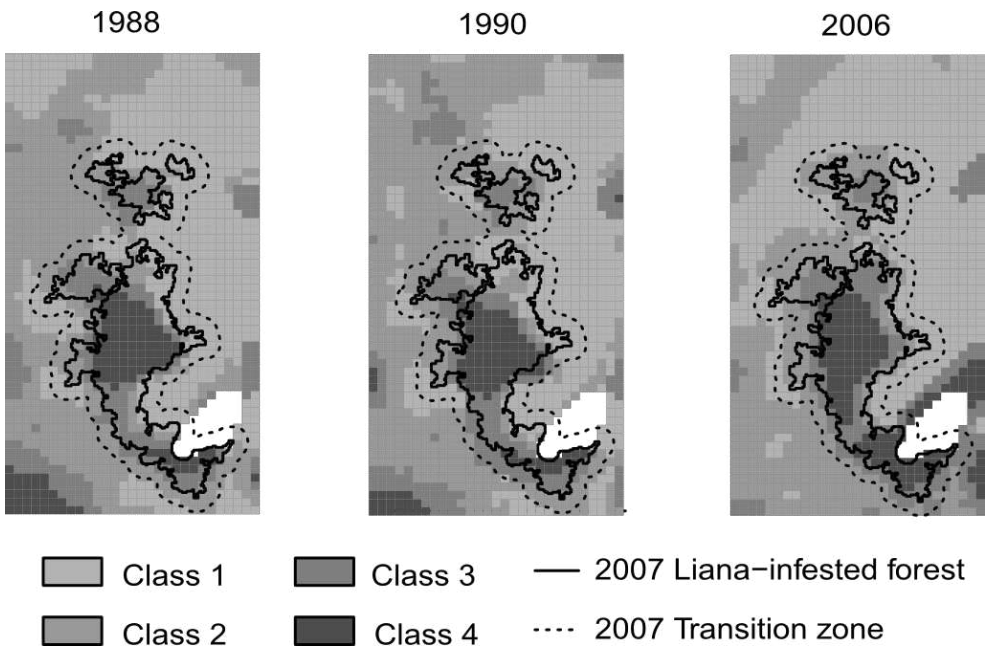 1988 1990 2006
Class 1 Class 3 2007 Liana−infested forest
Class 2 Class 4 2007 Transition zone